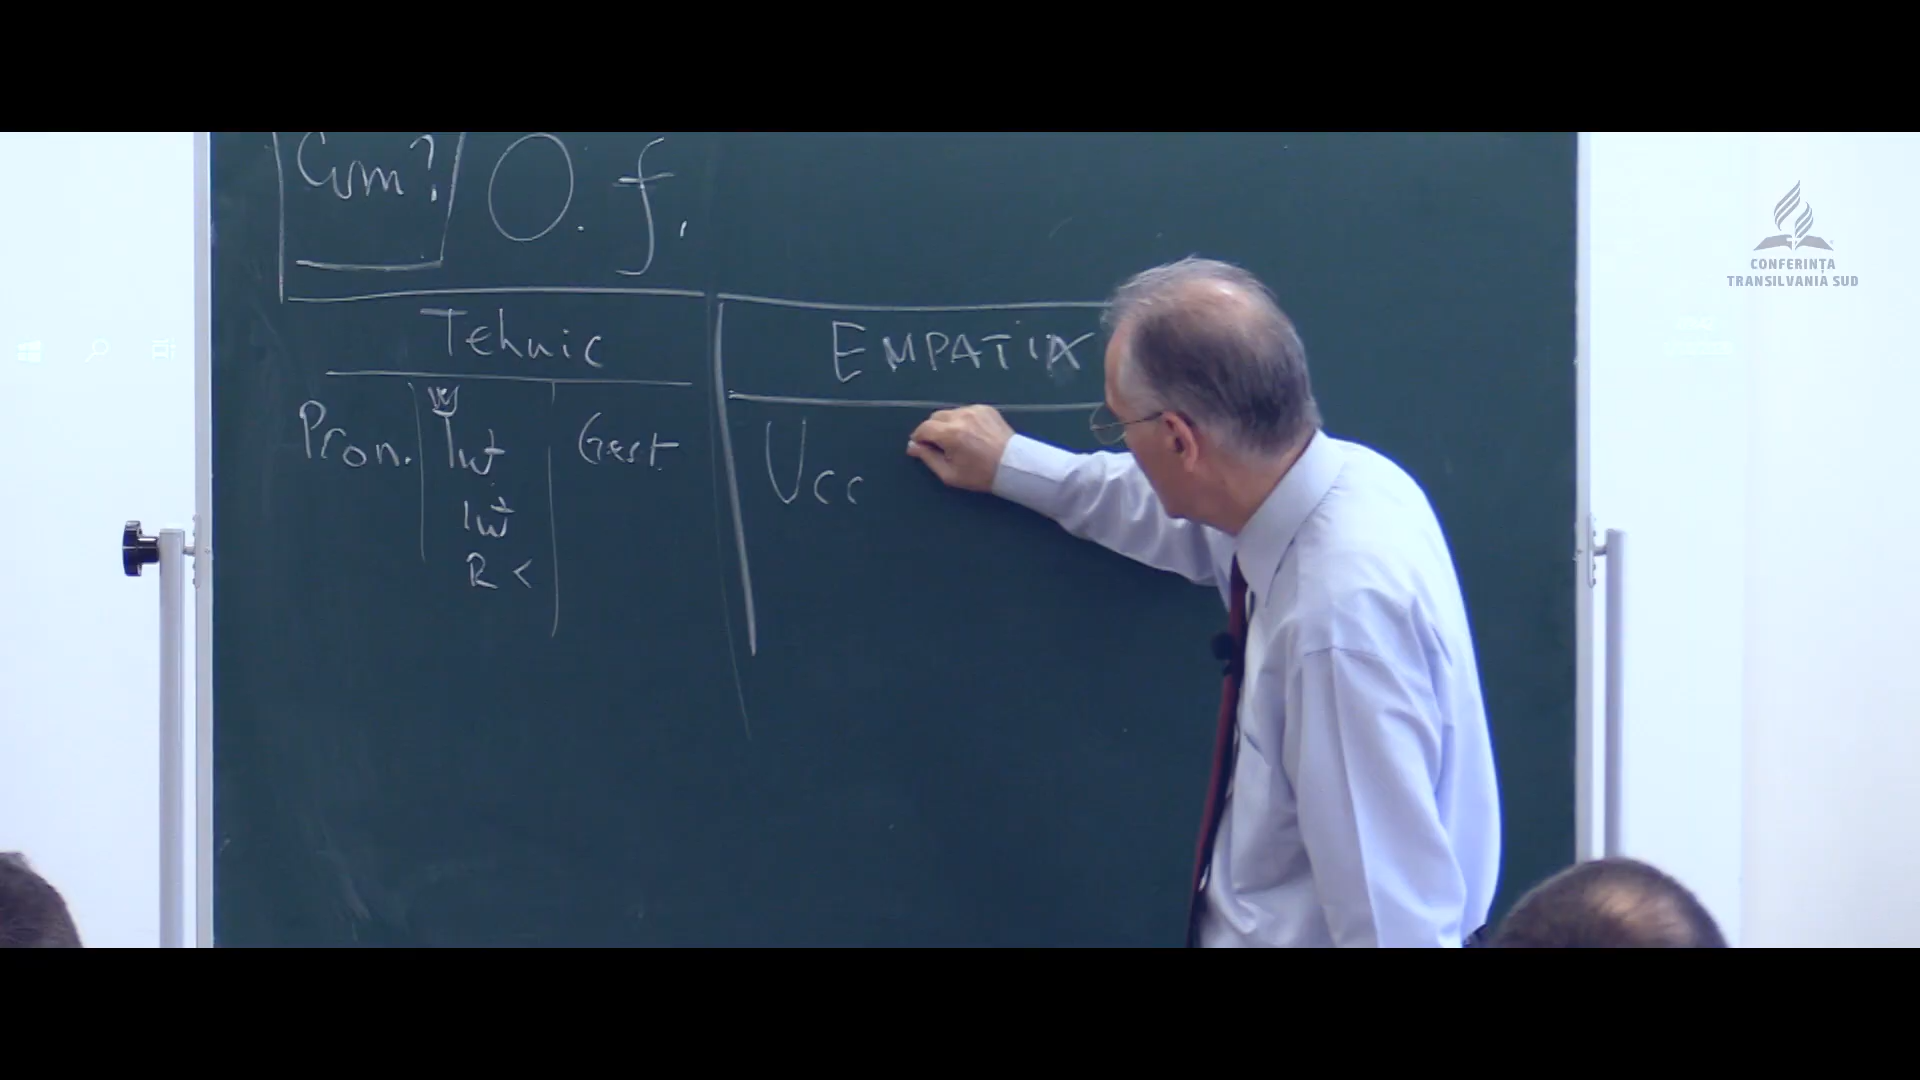 Cum? O. f.
Tehnic
EMPATIA
Pron.
Int
Gest
Int
R <
Ucc
CONFERINȚA
TRANSILVANIA SUD